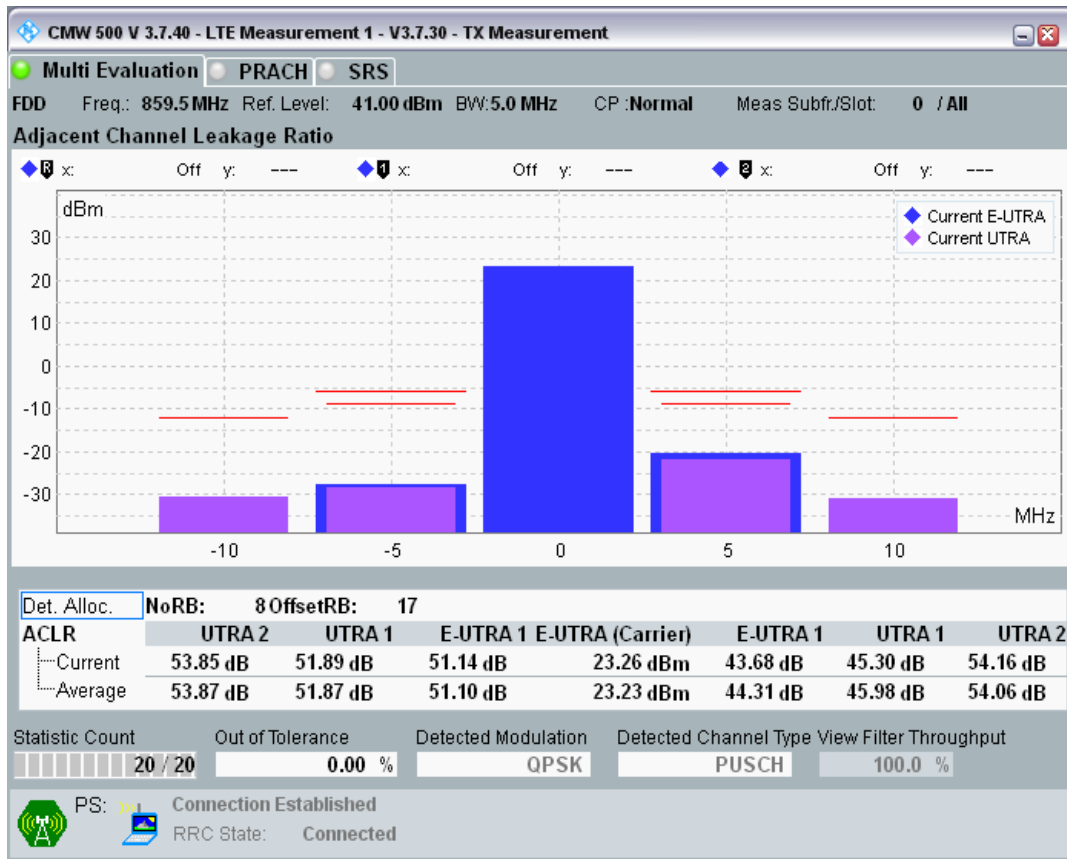 CMW 500 V 3.7.40 - LTE Measurement 1 - V3.7.30 - TX Measurement
Multi Evaluation PRACH SRS
FDD Freq.: 859.5 MHz Ref. Level: 41.00 dBm BW:5.0 MHz CP :Normal Meas Subfr./Slot: 0 / All
Adjacent Channel Leakage Ratio
R x: Off y: --- 1 x: Off y: --- 2 x: Off y: ---
dBm
Current E-UTRA
Current UTRA
30
20
10
0
-10
-20
-30
MHz
-10 -5 0 5 10
Det. Alloc. NoRB: 8 OffsetRB: 17
ACLR UTRA 2 UTRA 1 E-UTRA 1 E-UTRA (Carrier) E-UTRA 1 UTRA 1 UTRA 2
Current 53.85 dB 51.89 dB 51.14 dB 23.26 dBm 43.68 dB 45.30 dB 54.16 dB
Average 53.87 dB 51.87 dB 51.10 dB 23.23 dBm 44.31 dB 45.98 dB 54.06 dB
Statistic Count Out of Tolerance Detected Modulation Detected Channel Type View Filter Throughput
20 / 20 0.00 % QPSK PUSCH 100.0 %
PS: Connection Established
RRC State: Connected